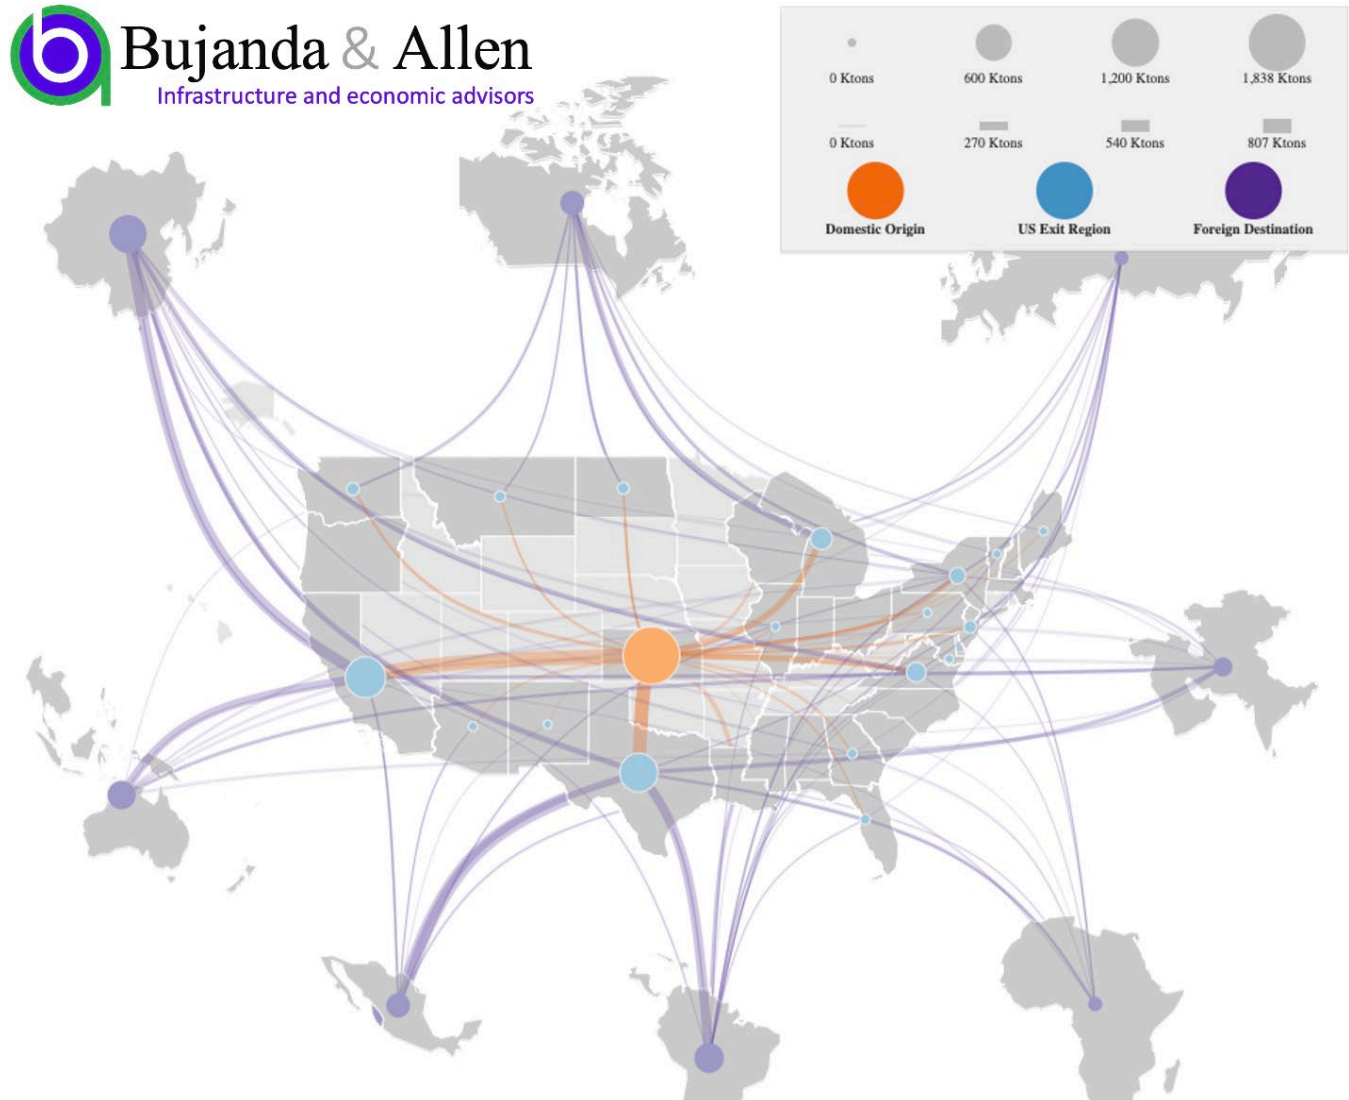 Bujanda & Allen
Infrastructure and economic advisors
0 Ktons 600 Ktons 1,200 Ktons 1,838 Ktons
0 Ktons 270 Ktons 540 Ktons 807 Ktons
Domestic Origin US Exit Region Foreign Destination